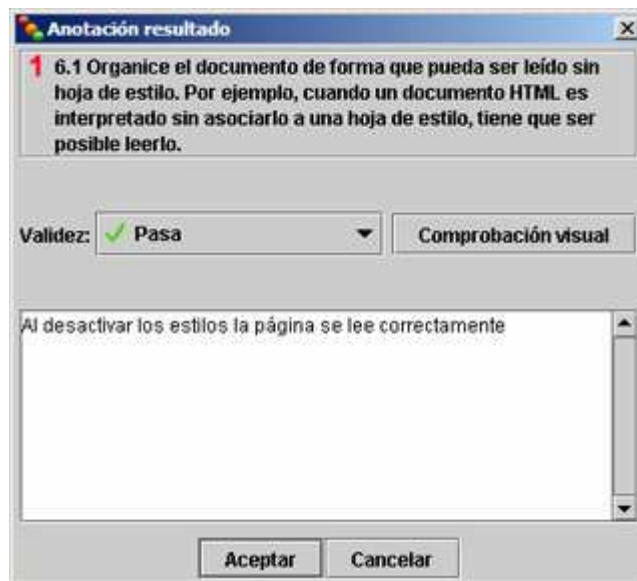 Anotación resultado
1 6.1 Organice el documento de forma que pueda ser leído sin
hoja de estilo. Por ejemplo, cuando un documento HTML es
interpretado sin asociarlo a una hoja de estilo, tiene que ser
posible leerlo.
Validez: Pasa Comprobación visual
Al desactivar los estilos la página se lee correctamente
Aceptar Cancelar